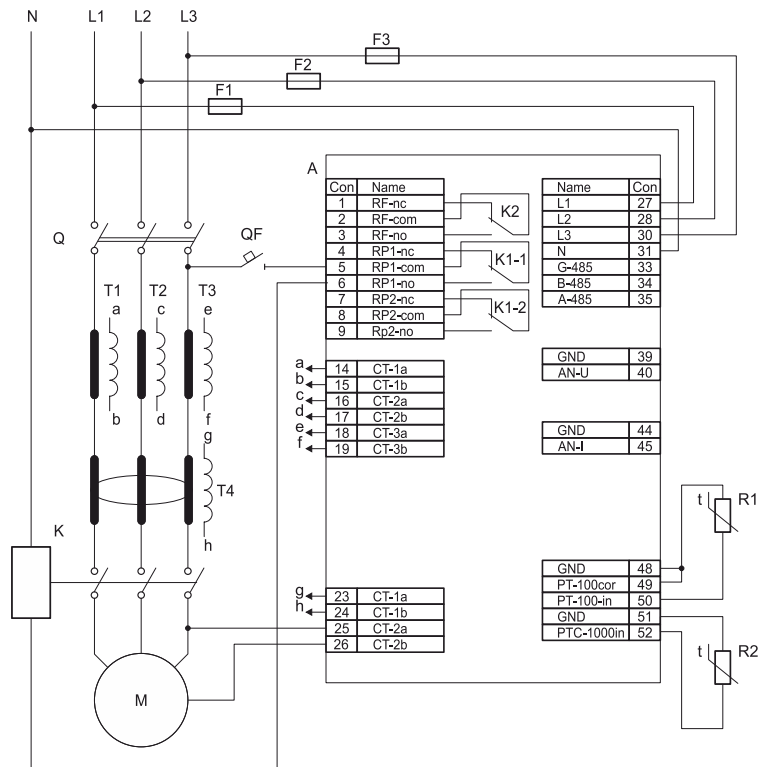 N L1 L2 L3
F3
F2
F1
A
Con Name
1 RF-nc
2 RF-com
3 RF-no
4 RP1-nc
5 RP1-com
6 RP1-no
7 RP2-nc
8 RP2-com
9 Rp2-no
K2
K1-1
K1-2
Name Con
L1 27
L2 28
L3 30
N 31
G-485 33
B-485 34
A-485 35
Q
QF
T1 T2 T3
a c e
b d f
g
T4
h
K
a 14 CT-1a
b 15 CT-1b
c 16 CT-2a
d 17 CT-2b
e 18 CT-3a
f 19 CT-3b
GND 39
AN-U 40
GND 44
AN-I 45
t R1
g 23 CT-1a
h 24 CT-1b
25 CT-2a
26 CT-2b
GND 48
PT-100cor 49
PT-100-in 50
GND 51
PTC-1000in 52
t R2
M